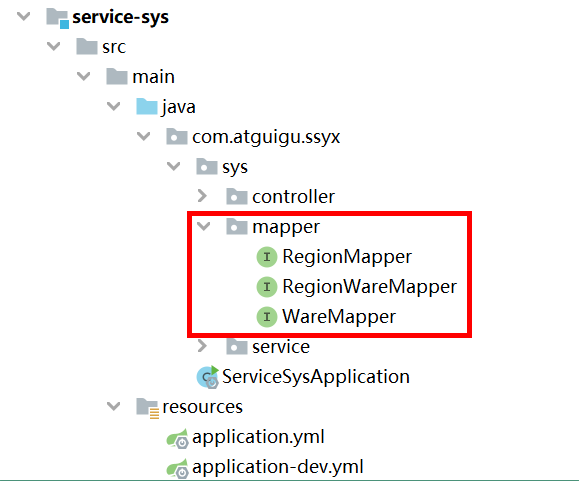 service-sys
src
main
java
com.atguigu.ssyx
sys
controller
mapper
I RegionMapper
I RegionWareMapper
I WareMapper
service
C ServiceSysApplication
resources
application.yml
application-dev.yml